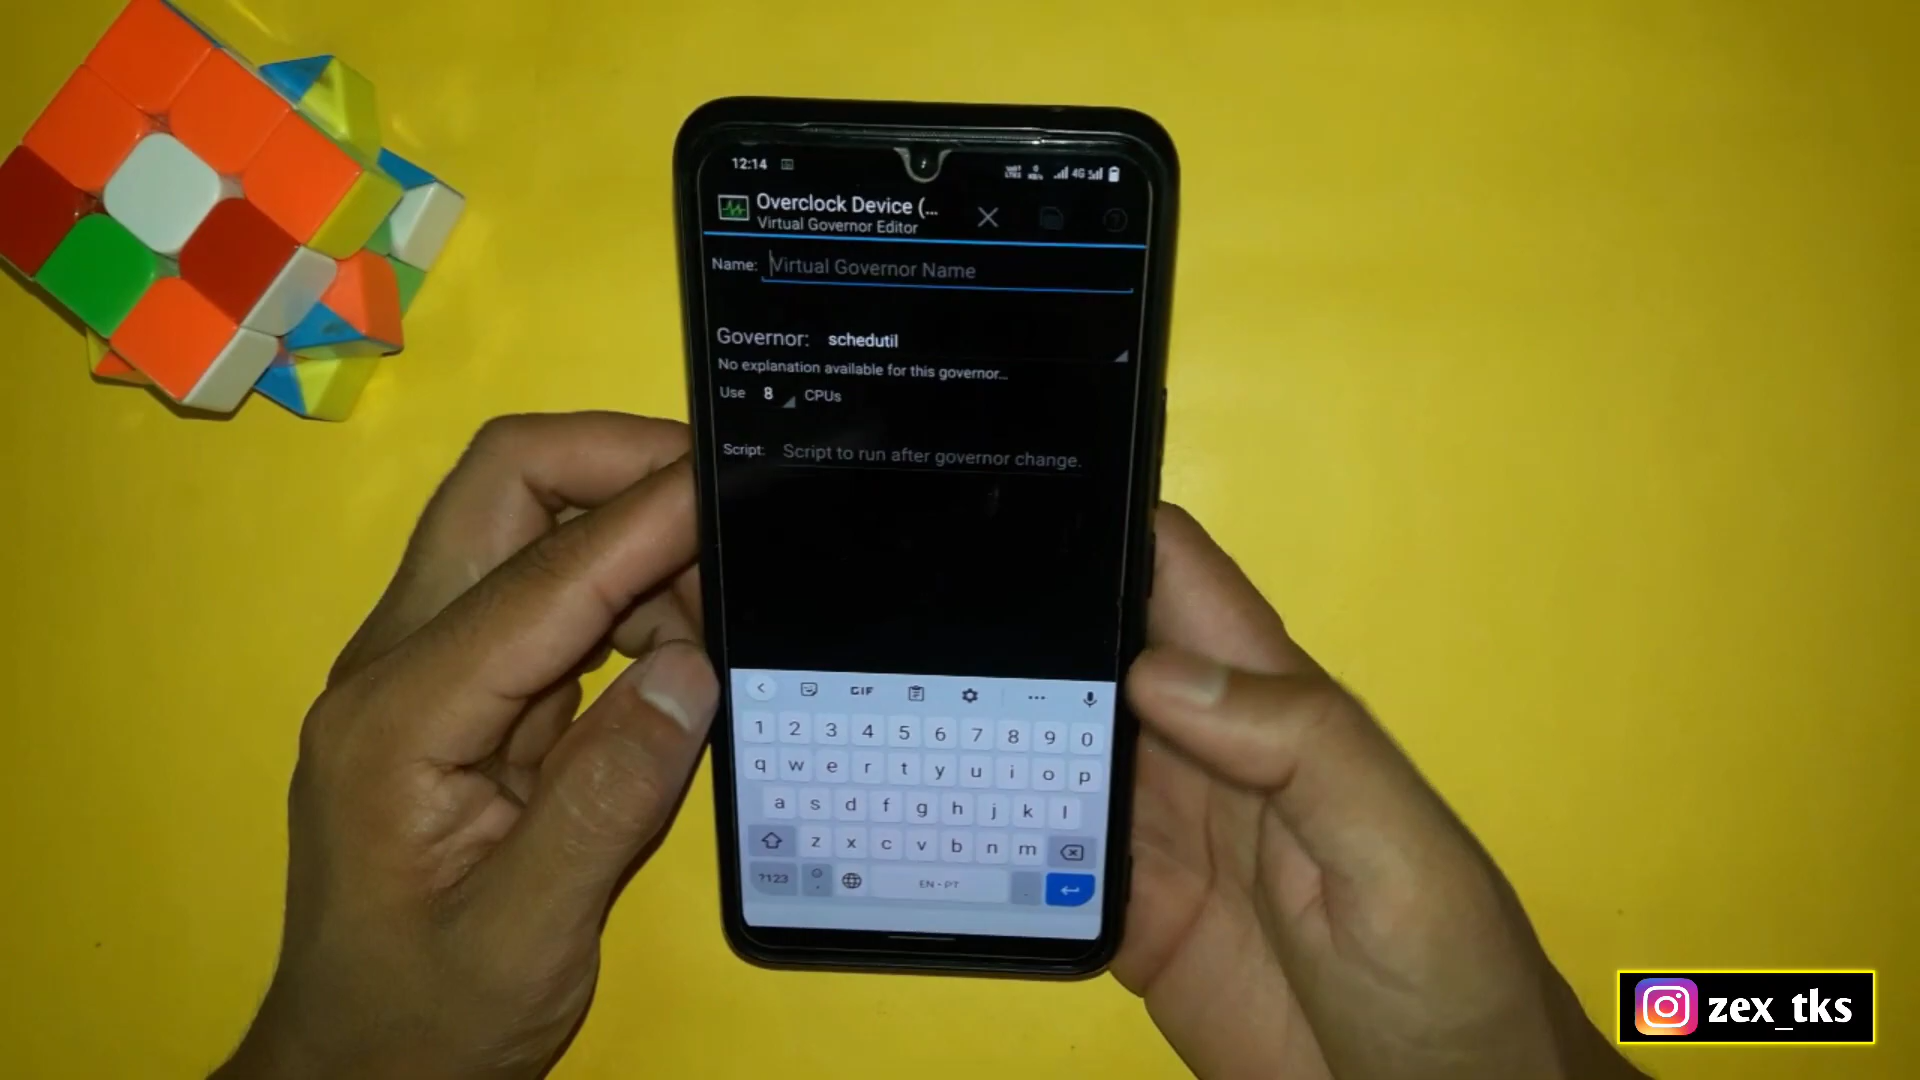 12:14
4G
Overclock Device (...
Virtual Governor Editor
Name: Virtual Governor Name
Governor: schedutil
No explanation available for this governor...
Use 8 CPUs
Script: Script to run after governor change.
GIF
1 2 3 4 5 6 7 8 9 0
q w e r t y u i o p
a s d f g h j k l
z x c v b n m
?123 , EN • PT .
zex_tks